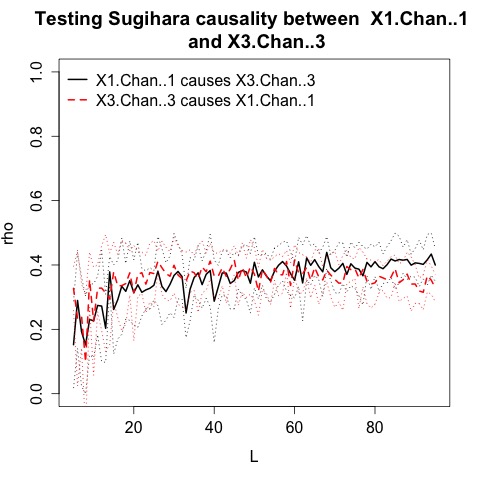 Testing Sugihara causality between  X1.Chan..1
and X3.Chan..3
X1.Chan..1 causes X3.Chan..3
X3.Chan..3 causes X1.Chan..1
rho
1.0
0.8
0.6
0.4
0.2
0.0
20 40 60 80
L